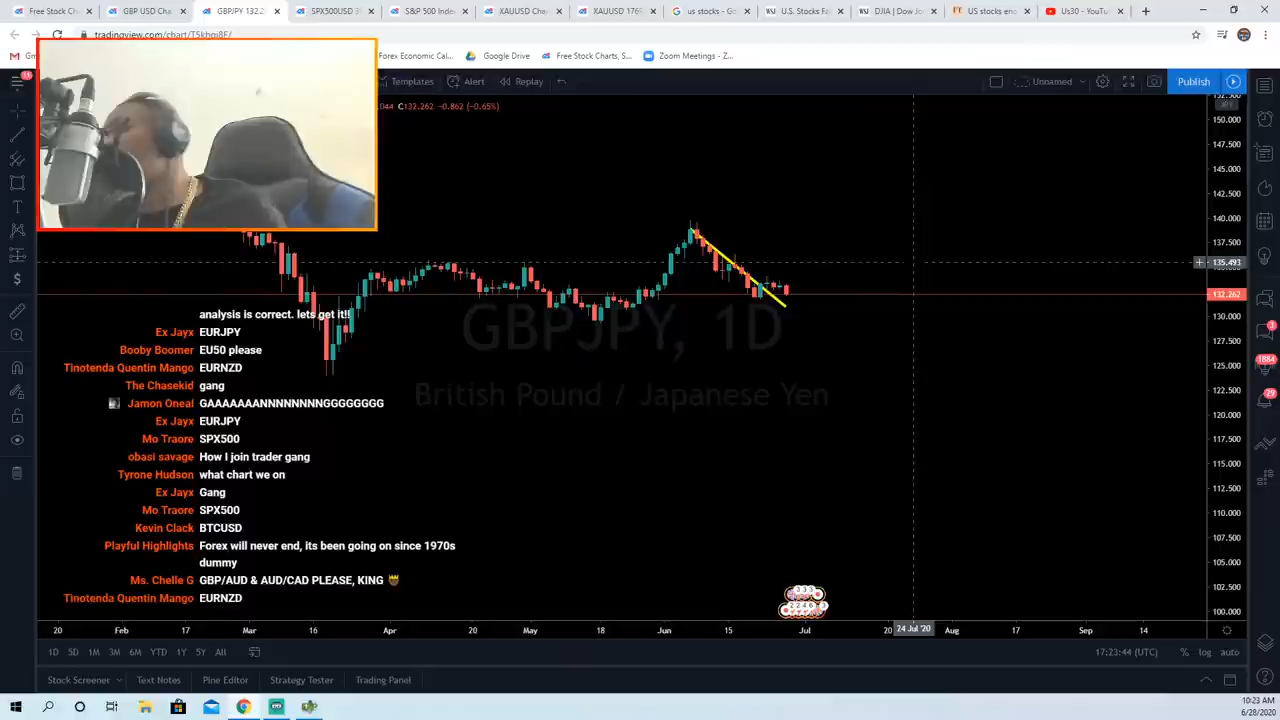 Free Stock Cha
GBP USD Cha
GBPJPY 132.2
SPX500USD 3
S&P 500 Index
XAUUSD Cha
XAUUSD 176
us stocks - G
U.S. Stocks Fa
DJIA | Dow Jo
US stocks end
Us30 - YouTu
tradingview.com/chart/T5khgj8F/
Forex Economic Cal...
Google Drive
Free Stock Charts, S...
Zoom Meetings - Z...
Templates
Alert
Replay
Unnamed
Publish
044 C132.262 −0.862 (−0.65%)
JPY
150.000
147.500
145.000
142.500
140.000
137.500
135.493
132.262
130.000
127.500
125.000
122.500
120.000
117.500
115.000
112.500
110.000
107.500
105.000
102.500
100.000
GBPJPY, 1D
British Pound / Japanese Yen
analysis is correct. lets get it!!
Ex Jayx EURJPY
Booby Boomer EU50 please
Tinotenda Quentin Mango EURNZD
The Chasekid gang
Jamon Oneal GAAAAAAANNNNNNNNGGGGGGGG
Ex Jayx EURJPY
Mo Traore SPX500
obasi savage How I join trader gang
Tyrone Hudson what chart we on
Ex Jayx Gang
Mo Traore SPX500
Kevin Clack BTCUSD
Playful Highlights Forex will never end, its been going on since 1970s
dummy
Ms. Chelle G GBP/AUD & AUD/CAD PLEASE, KING
Tinotenda Quentin Mango EURNZD
20 Feb 17 Mar 16 Apr 20 May 18 Jun 15 Jul 20 24 Jul '20 Aug 17 Sep 14
1D 5D 1M 3M 6M YTD 1Y 5Y All
17:23:44 (UTC) % log auto
Stock Screener Text Notes Pine Editor Strategy Tester Trading Panel
10:23 AM
6/28/2020